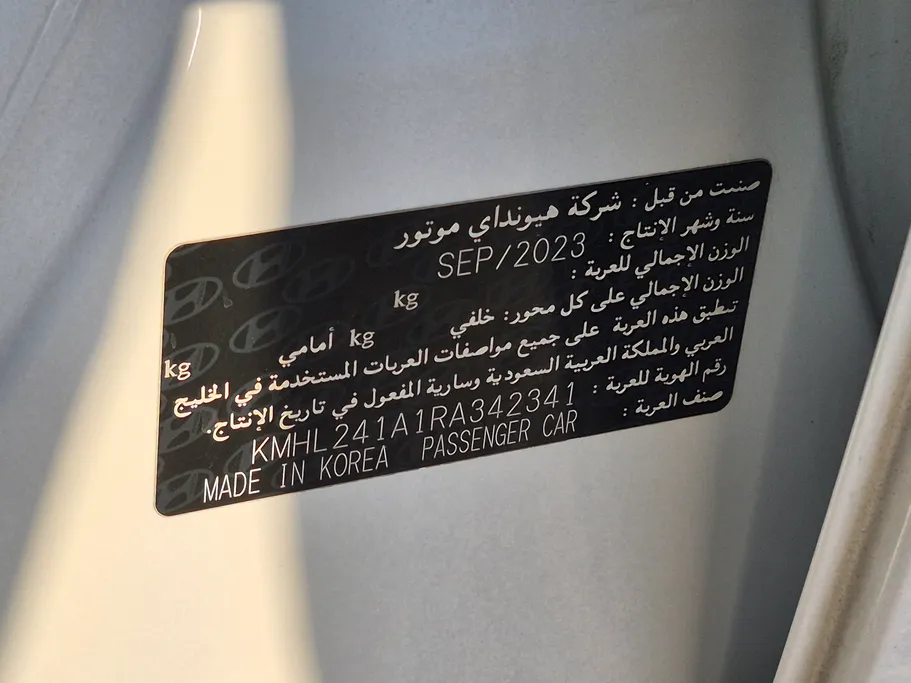 صنعت من قبل : شركة هيونداي موتور
سنة وشهر الإنتاج : SEP/2023
الوزن الإجمالي للعربة : kg
الوزن الإجمالي على كل محور: خلفي kg أمامي kg
تنطبق هذه العربة على جميع مواصفات العربات المستخدمة في الخليج
العربي والمملكة العربية السعودية وسارية المفعول في تاريخ الإنتاج.
رقم الهوية للعربة : KMHL241A1RA342341
صنف العربة : PASSENGER CAR
MADE IN KOREA